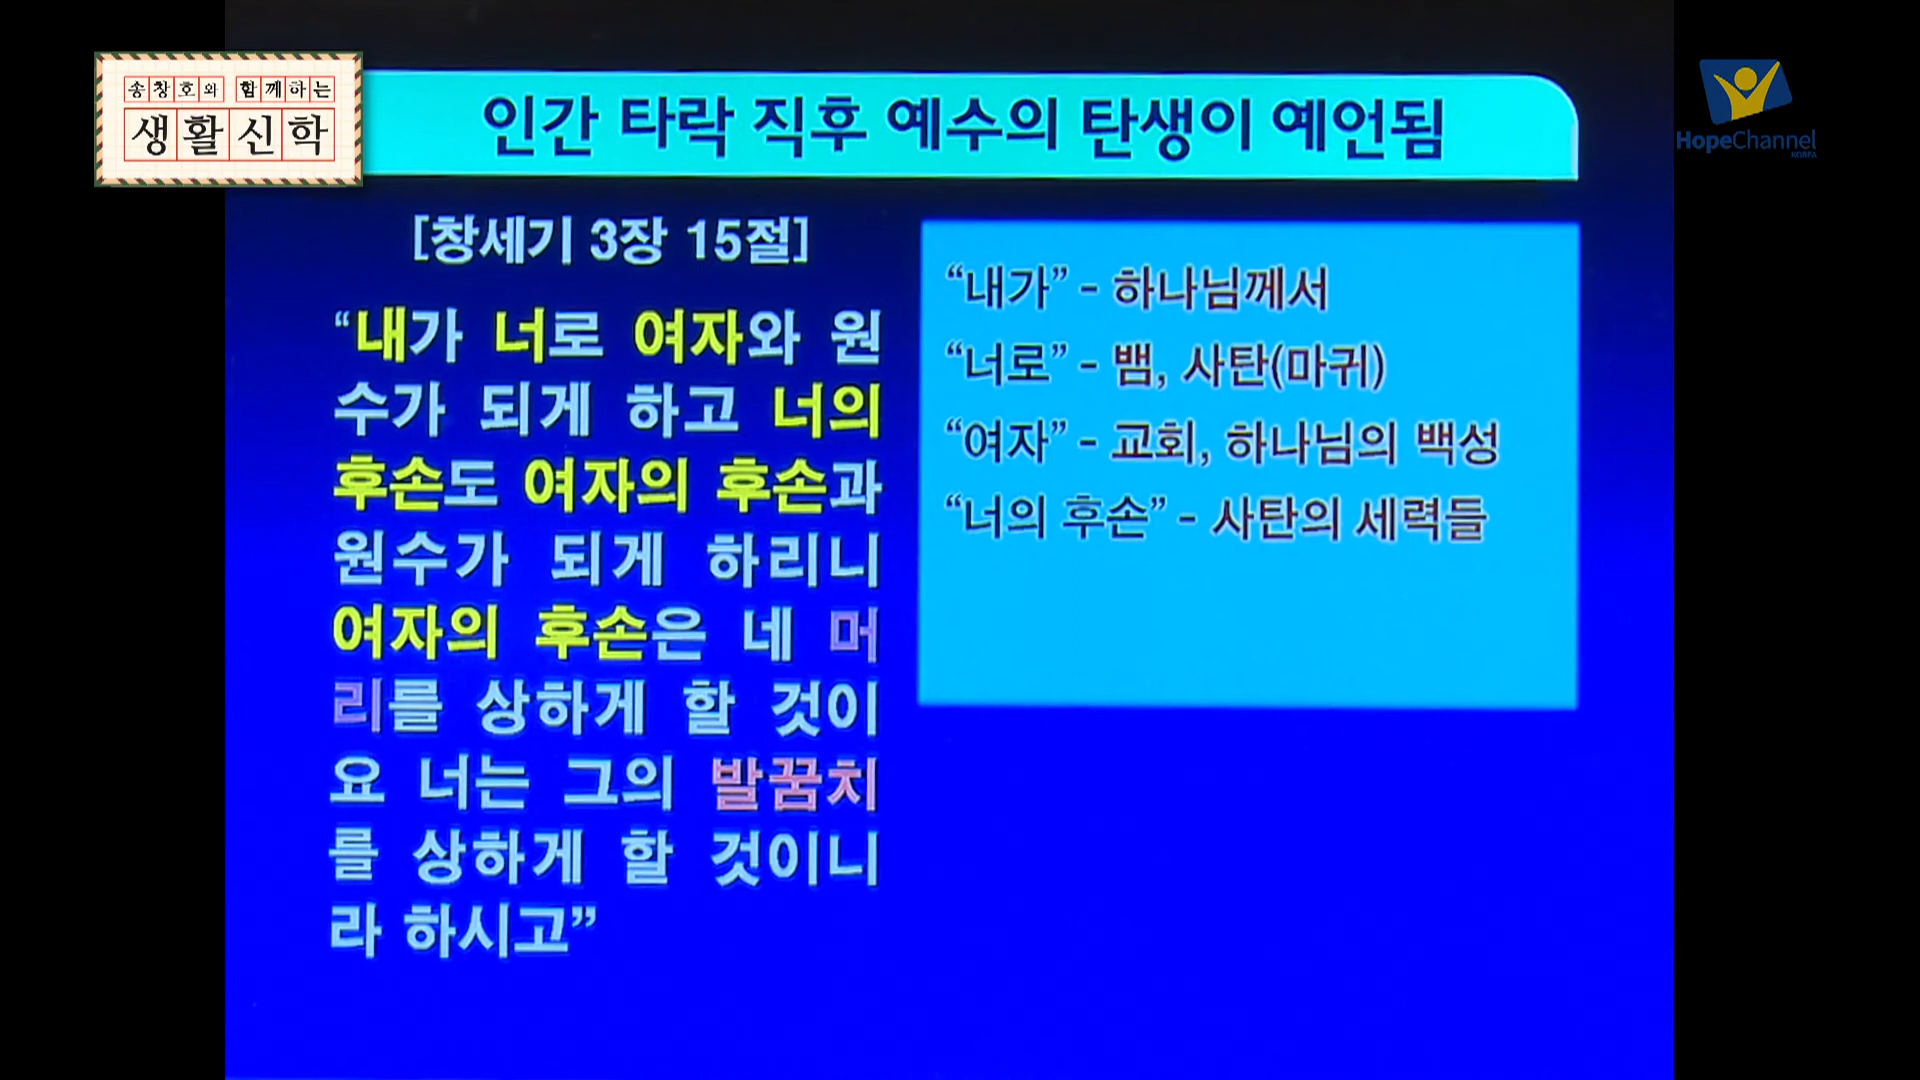 송창호와 함께하는
생활신학
인간 타락 직후 예수의 탄생이 예언됨
HopeChannel
KOREA
[창세기 3장 15절]
“내가 너로 여자와 원
수가 되게 하고 너의
후손도 여자의 후손과
원수가 되게 하리니
여자의 후손은 네 머
리를 상하게 할 것이
요 너는 그의 발꿈치
를 상하게 할 것이니
라 하시고”
“내가” - 하나님께서
“너로” - 뱀, 사탄(마귀)
“여자” - 교회, 하나님의 백성
“너의 후손” - 사탄의 세력들